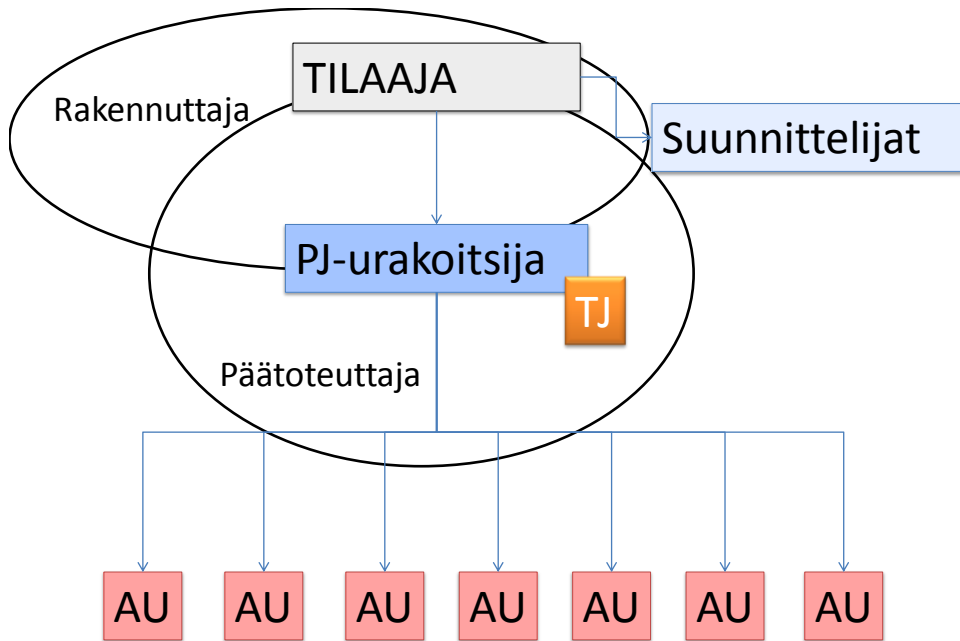 TILAAJA
Rakennuttaja
Suunnittelijat
PJ-urakoitsija
TJ
Päätoteuttaja
AU AU AU AU AU AU AU